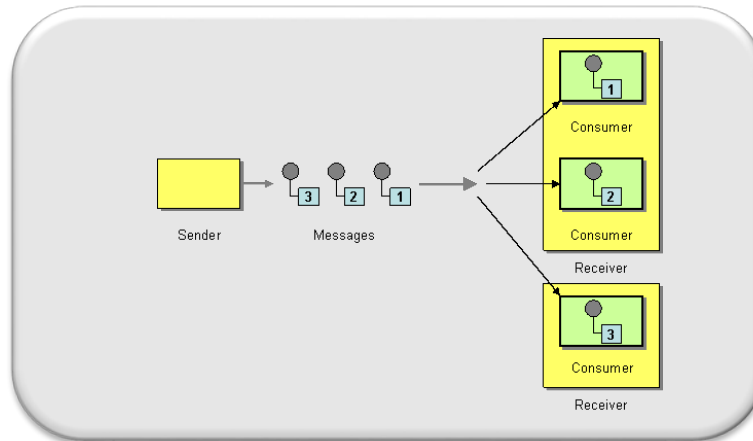 1
Consumer
3 2 1
2
Sender
Messages
Consumer
Receiver
3
Consumer
Receiver